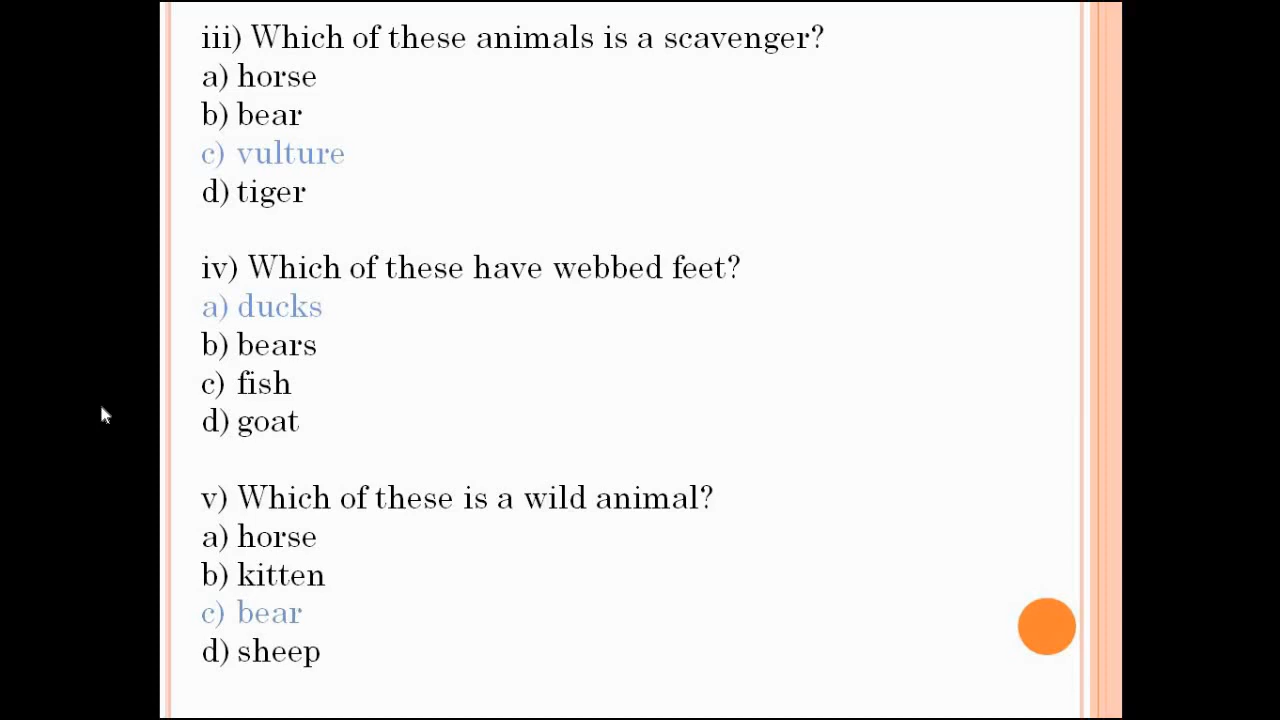 iii) Which of these animals is a scavenger?
a) horse
b) bear
c) vulture
d) tiger
iv) Which of these have webbed feet?
a) ducks
b) bears
c) fish
d) goat
v) Which of these is a wild animal?
a) horse
b) kitten
c) bear
d) sheep